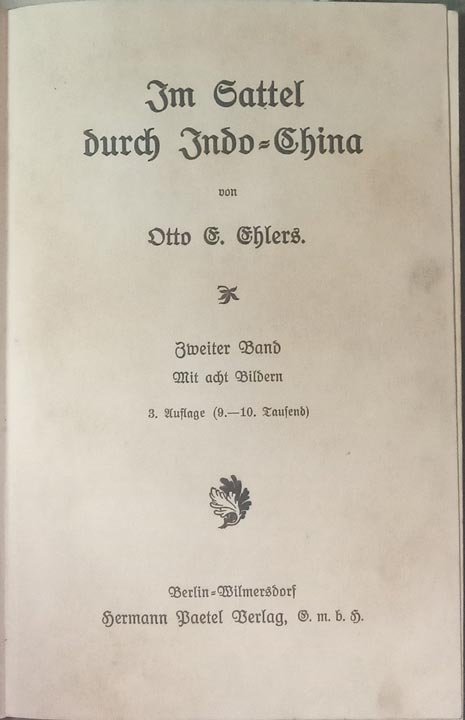 Im Sattel
durch Indo-China
von
Otto E. Ehlers.
Zweiter Band
Mit acht Bildern
3. Auflage (9.—10. Tausend)
Berlin-Wilmersdorf
Hermann Paetel Verlag, G. m. b. H.